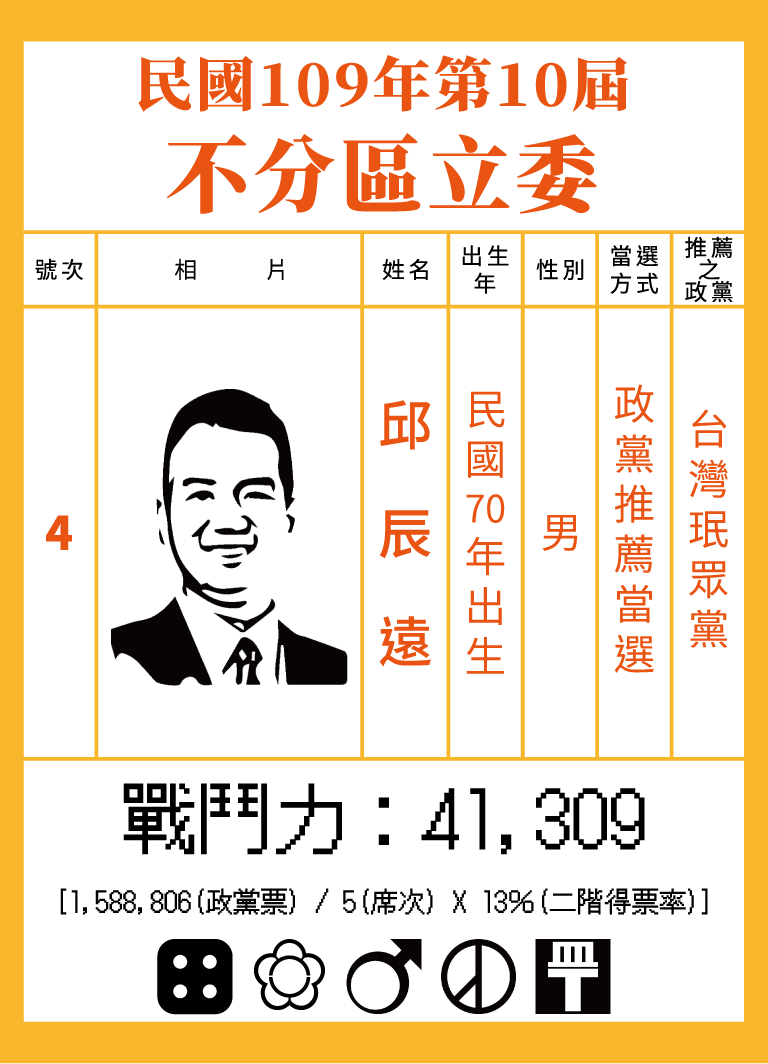 民國109年第10屆
不分區立委
號次
相 片
姓名
出生年
性別
當選方式
推薦之政黨
4
邱辰遠
民國70年出生
男
政黨推薦當選
台灣珉眾黨
戰鬥力：41,309
[1,588,806(政黨票) / 5(席次) X 13%(二階得票率)]